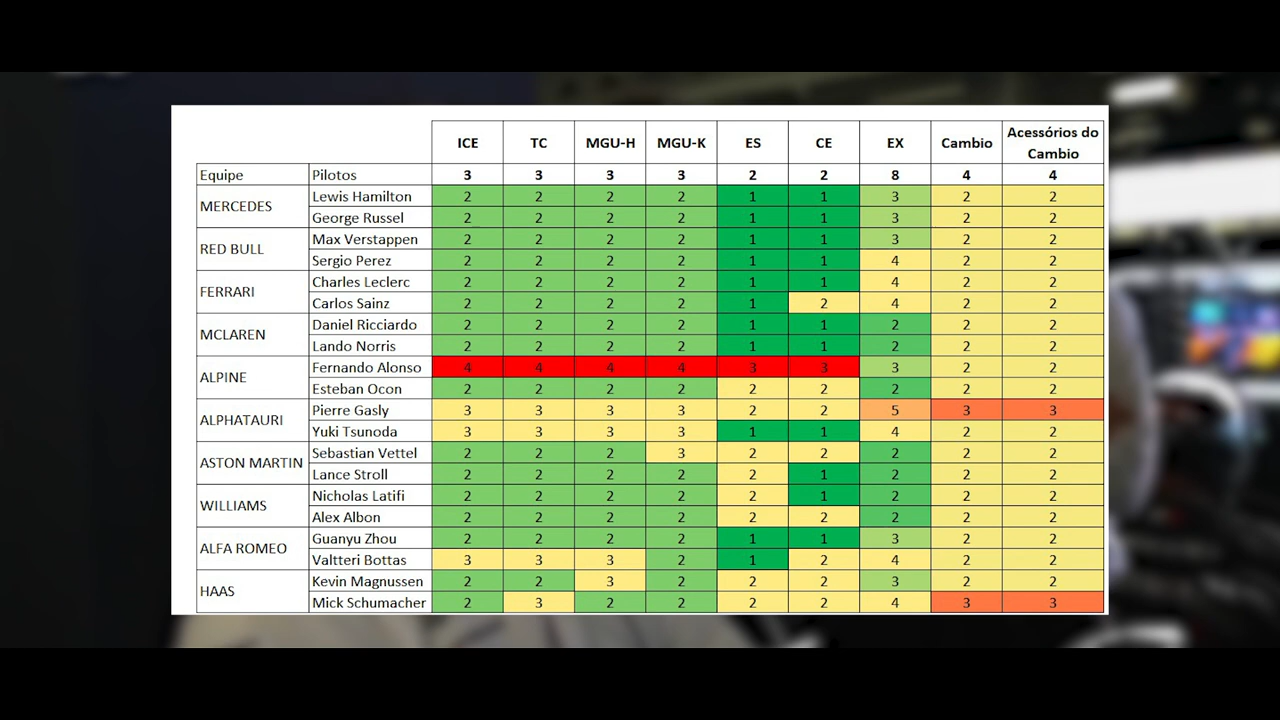 ICE TC MGU-H MGU-K ES CE EX Cambio Acessórios do Cambio
Equipe Pilotos 3 3 3 3 2 2 8 4 4
MERCEDES Lewis Hamilton 2 2 2 2 1 1 3 2 2
George Russel 2 2 2 2 1 1 3 2 2
RED BULL Max Verstappen 2 2 2 2 1 1 3 2 2
Sergio Perez 2 2 2 2 1 1 4 2 2
FERRARI Charles Leclerc 2 2 2 2 1 1 4 2 2
Carlos Sainz 2 2 2 2 1 2 4 2 2
MCLAREN Daniel Ricciardo 2 2 2 2 1 1 2 2 2
Lando Norris 2 2 2 2 1 1 2 2 2
ALPINE Fernando Alonso 4 4 4 4 3 3 3 2 2
Esteban Ocon 2 2 2 2 2 2 2 2 2
ALPHATAURI Pierre Gasly 3 3 3 3 2 2 5 3 3
Yuki Tsunoda 3 3 3 3 1 1 4 2 2
ASTON MARTIN Sebastian Vettel 2 2 2 3 2 2 2 2 2
Lance Stroll 2 2 2 2 2 1 2 2 2
WILLIAMS Nicholas Latifi 2 2 2 2 2 1 2 2 2
Alex Albon 2 2 2 2 2 2 2 2 2
ALFA ROMEO Guanyu Zhou 2 2 2 2 1 1 3 2 2
Valtteri Bottas 3 3 3 2 1 2 4 2 2
HAAS Kevin Magnussen 2 2 3 2 2 2 3 2 2
Mick Schumacher 2 3 2 2 2 2 4 3 3